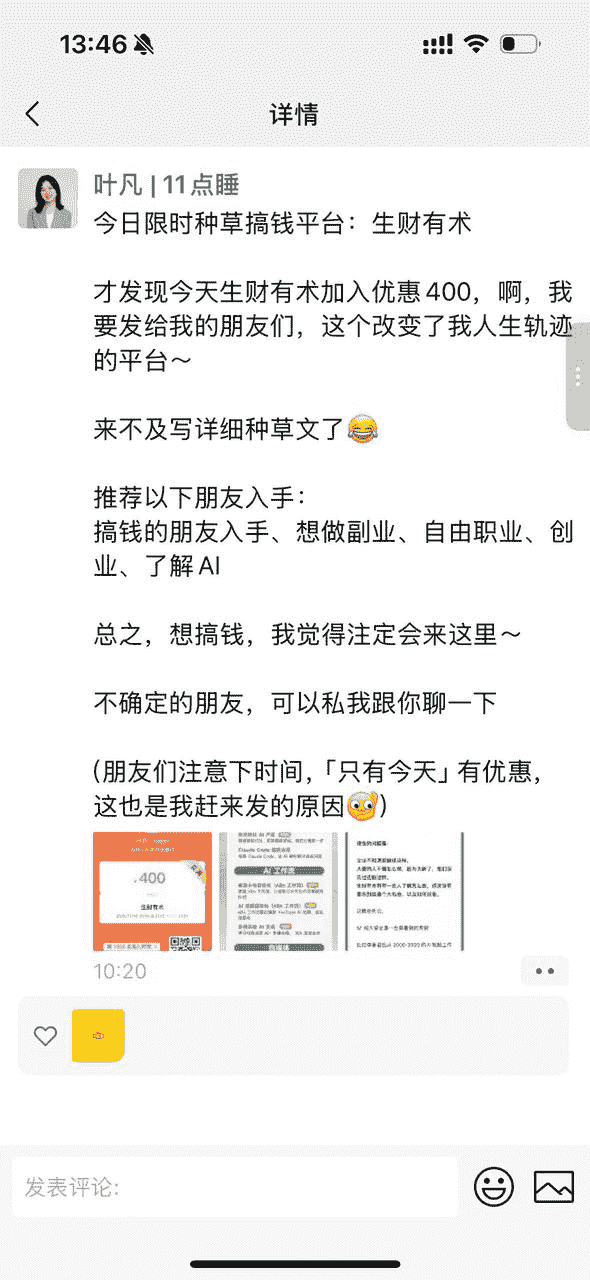 13:46
详情
叶凡 | 11点睡
今日限时种草搞钱平台：生财有术
才发现今天生财有术加入优惠400，啊，我
要发给我的朋友们，这个改变了我人生轨迹
的平台～
来不及写详细种草文了
推荐以下朋友入手：
搞钱的朋友入手、想做副业、自由职业、创
业、了解AI
总之，想搞钱，我觉得注定会来这里～
不确定的朋友，可以私我跟你聊一下
(朋友们注意下时间，「只有今天」有优惠，
这也是我赶来发的原因)
400
生财有术
AI 工作流
10:20
发表评论: